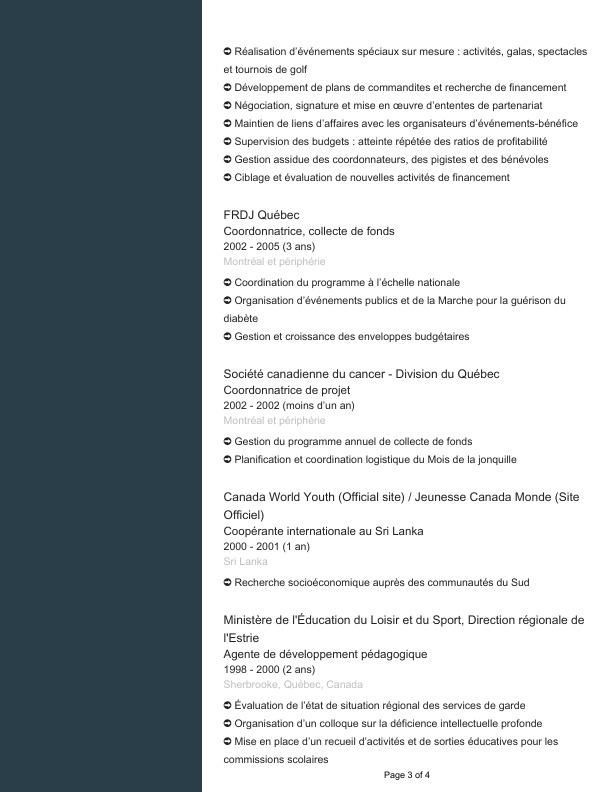 ➲ Réalisation d’événements spéciaux sur mesure : activités, galas, spectacles
et tournois de golf
➲ Développement de plans de commandites et recherche de financement
➲ Négociation, signature et mise en œuvre d’ententes de partenariat
➲ Maintien de liens d’affaires avec les organisateurs d’événements-bénéfice
➲ Supervision des budgets : atteinte répétée des ratios de profitabilité
➲ Gestion assidue des coordonnateurs, des pigistes et des bénévoles
➲ Ciblage et évaluation de nouvelles activités de financement
FRDJ Québec
Coordonnatrice, collecte de fonds
2002 - 2005 (3 ans)
Montréal et périphérie
➲ Coordination du programme à l’échelle nationale
➲ Organisation d’événements publics et de la Marche pour la guérison du
diabète
➲ Gestion et croissance des enveloppes budgétaires
Société canadienne du cancer - Division du Québec
Coordonnatrice de projet
2002 - 2002 (moins d’un an)
Montréal et périphérie
➲ Gestion du programme annuel de collecte de fonds
➲ Planification et coordination logistique du Mois de la jonquille
Canada World Youth (Official site) / Jeunesse Canada Monde (Site
Officiel)
Coopérante internationale au Sri Lanka
2000 - 2001 (1 an)
Sri Lanka
➲ Recherche socioéconomique auprès des communautés du Sud
Ministère de l'Éducation du Loisir et du Sport, Direction régionale de
l'Estrie
Agente de développement pédagogique
1998 - 2000 (2 ans)
Sherbrooke, Québec, Canada
➲ Évaluation de l’état de situation régional des services de garde
➲ Organisation d’un colloque sur la déficience intellectuelle profonde
➲ Mise en place d’un recueil d’activités et de sorties éducatives pour les
commissions scolaires
Page 3 of 4